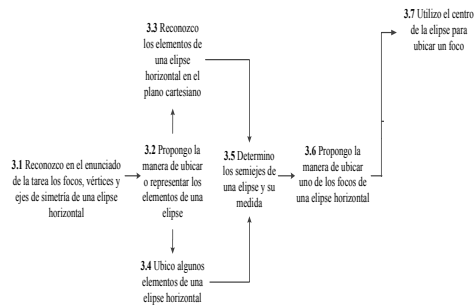 3.7 Utilizo el centro
de la elipse para
ubicar un foco
3.3 Reconozco
los elementos de
una elipse
horizontal en el
plano cartesiano
3.1 Reconozco en el enunciado
de la tarea los focos, vértices y
ejes de simetría de una elipse
horizontal
3.2 Propongo la
manera de ubicar
o representar los
elementos de una
elipse
3.5 Determino
los semiejes de
una elipse y su
medida
3.6 Propongo la
manera de ubicar
uno de los focos de
una elipse horizontal
3.4 Ubico algunos
elementos de una
elipse horizontal